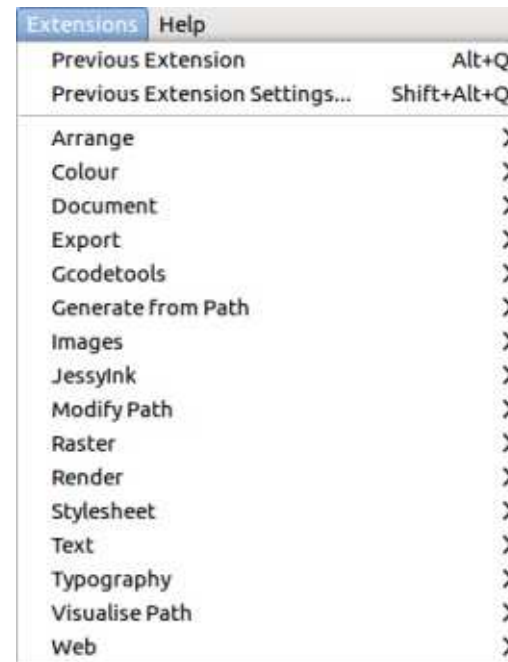 Extensions Help
Previous Extension Alt+Q
Previous Extension Settings... Shift+Alt+Q
Arrange
Colour
Document
Export
Gcodetools
Generate from Path
Images
JessyInk
Modify Path
Raster
Render
Stylesheet
Text
Typography
Visualise Path
Web